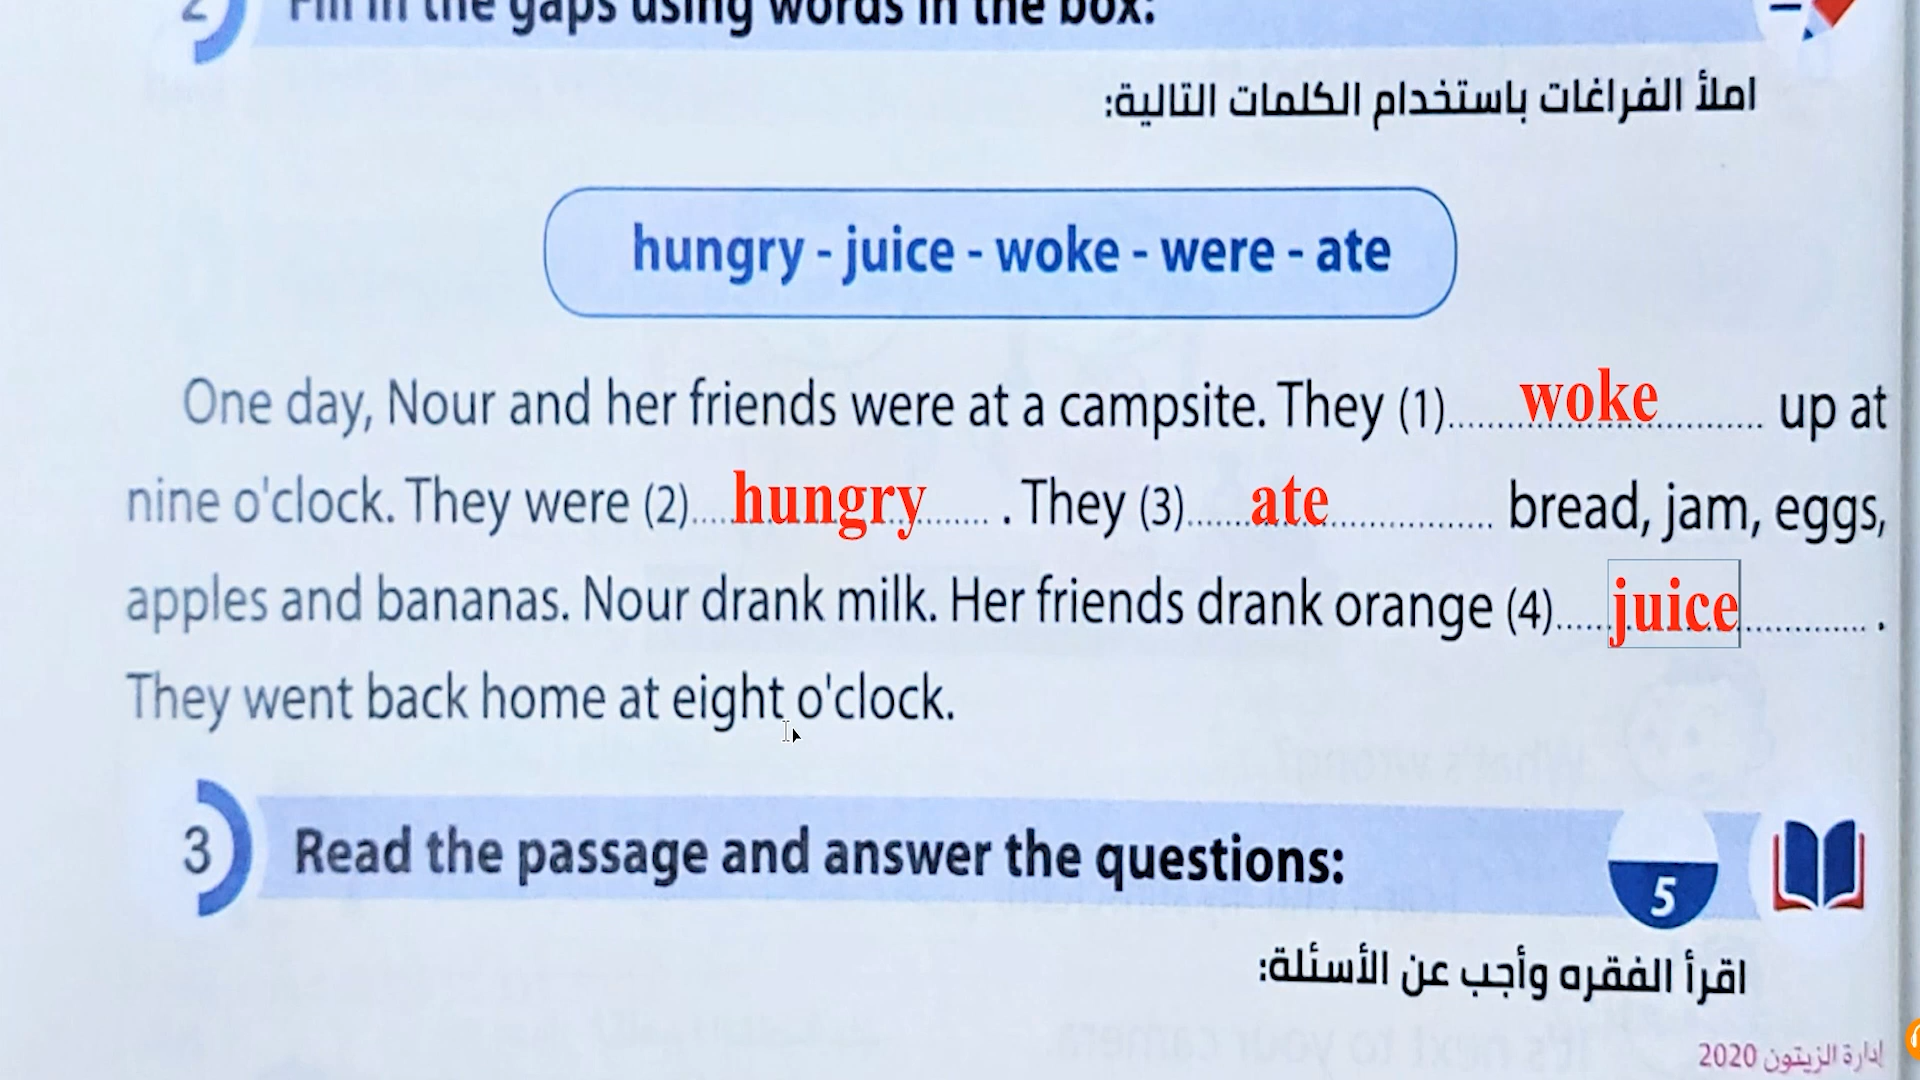 2 Fill in the gaps using words in the box:
املأ الفراغات باستخدام الكلمات التالية:
hungry - juice - woke - were - ate
One day, Nour and her friends were at a campsite. They (1) woke up at
nine o'clock. They were (2) hungry . They (3) ate bread, jam, eggs,
apples and bananas. Nour drank milk. Her friends drank orange (4) juice .
They went back home at eight o'clock.
3 Read the passage and answer the questions:
5
اقرأ الفقره وأجب عن الأسئلة:
إدارة الزيتون 2020